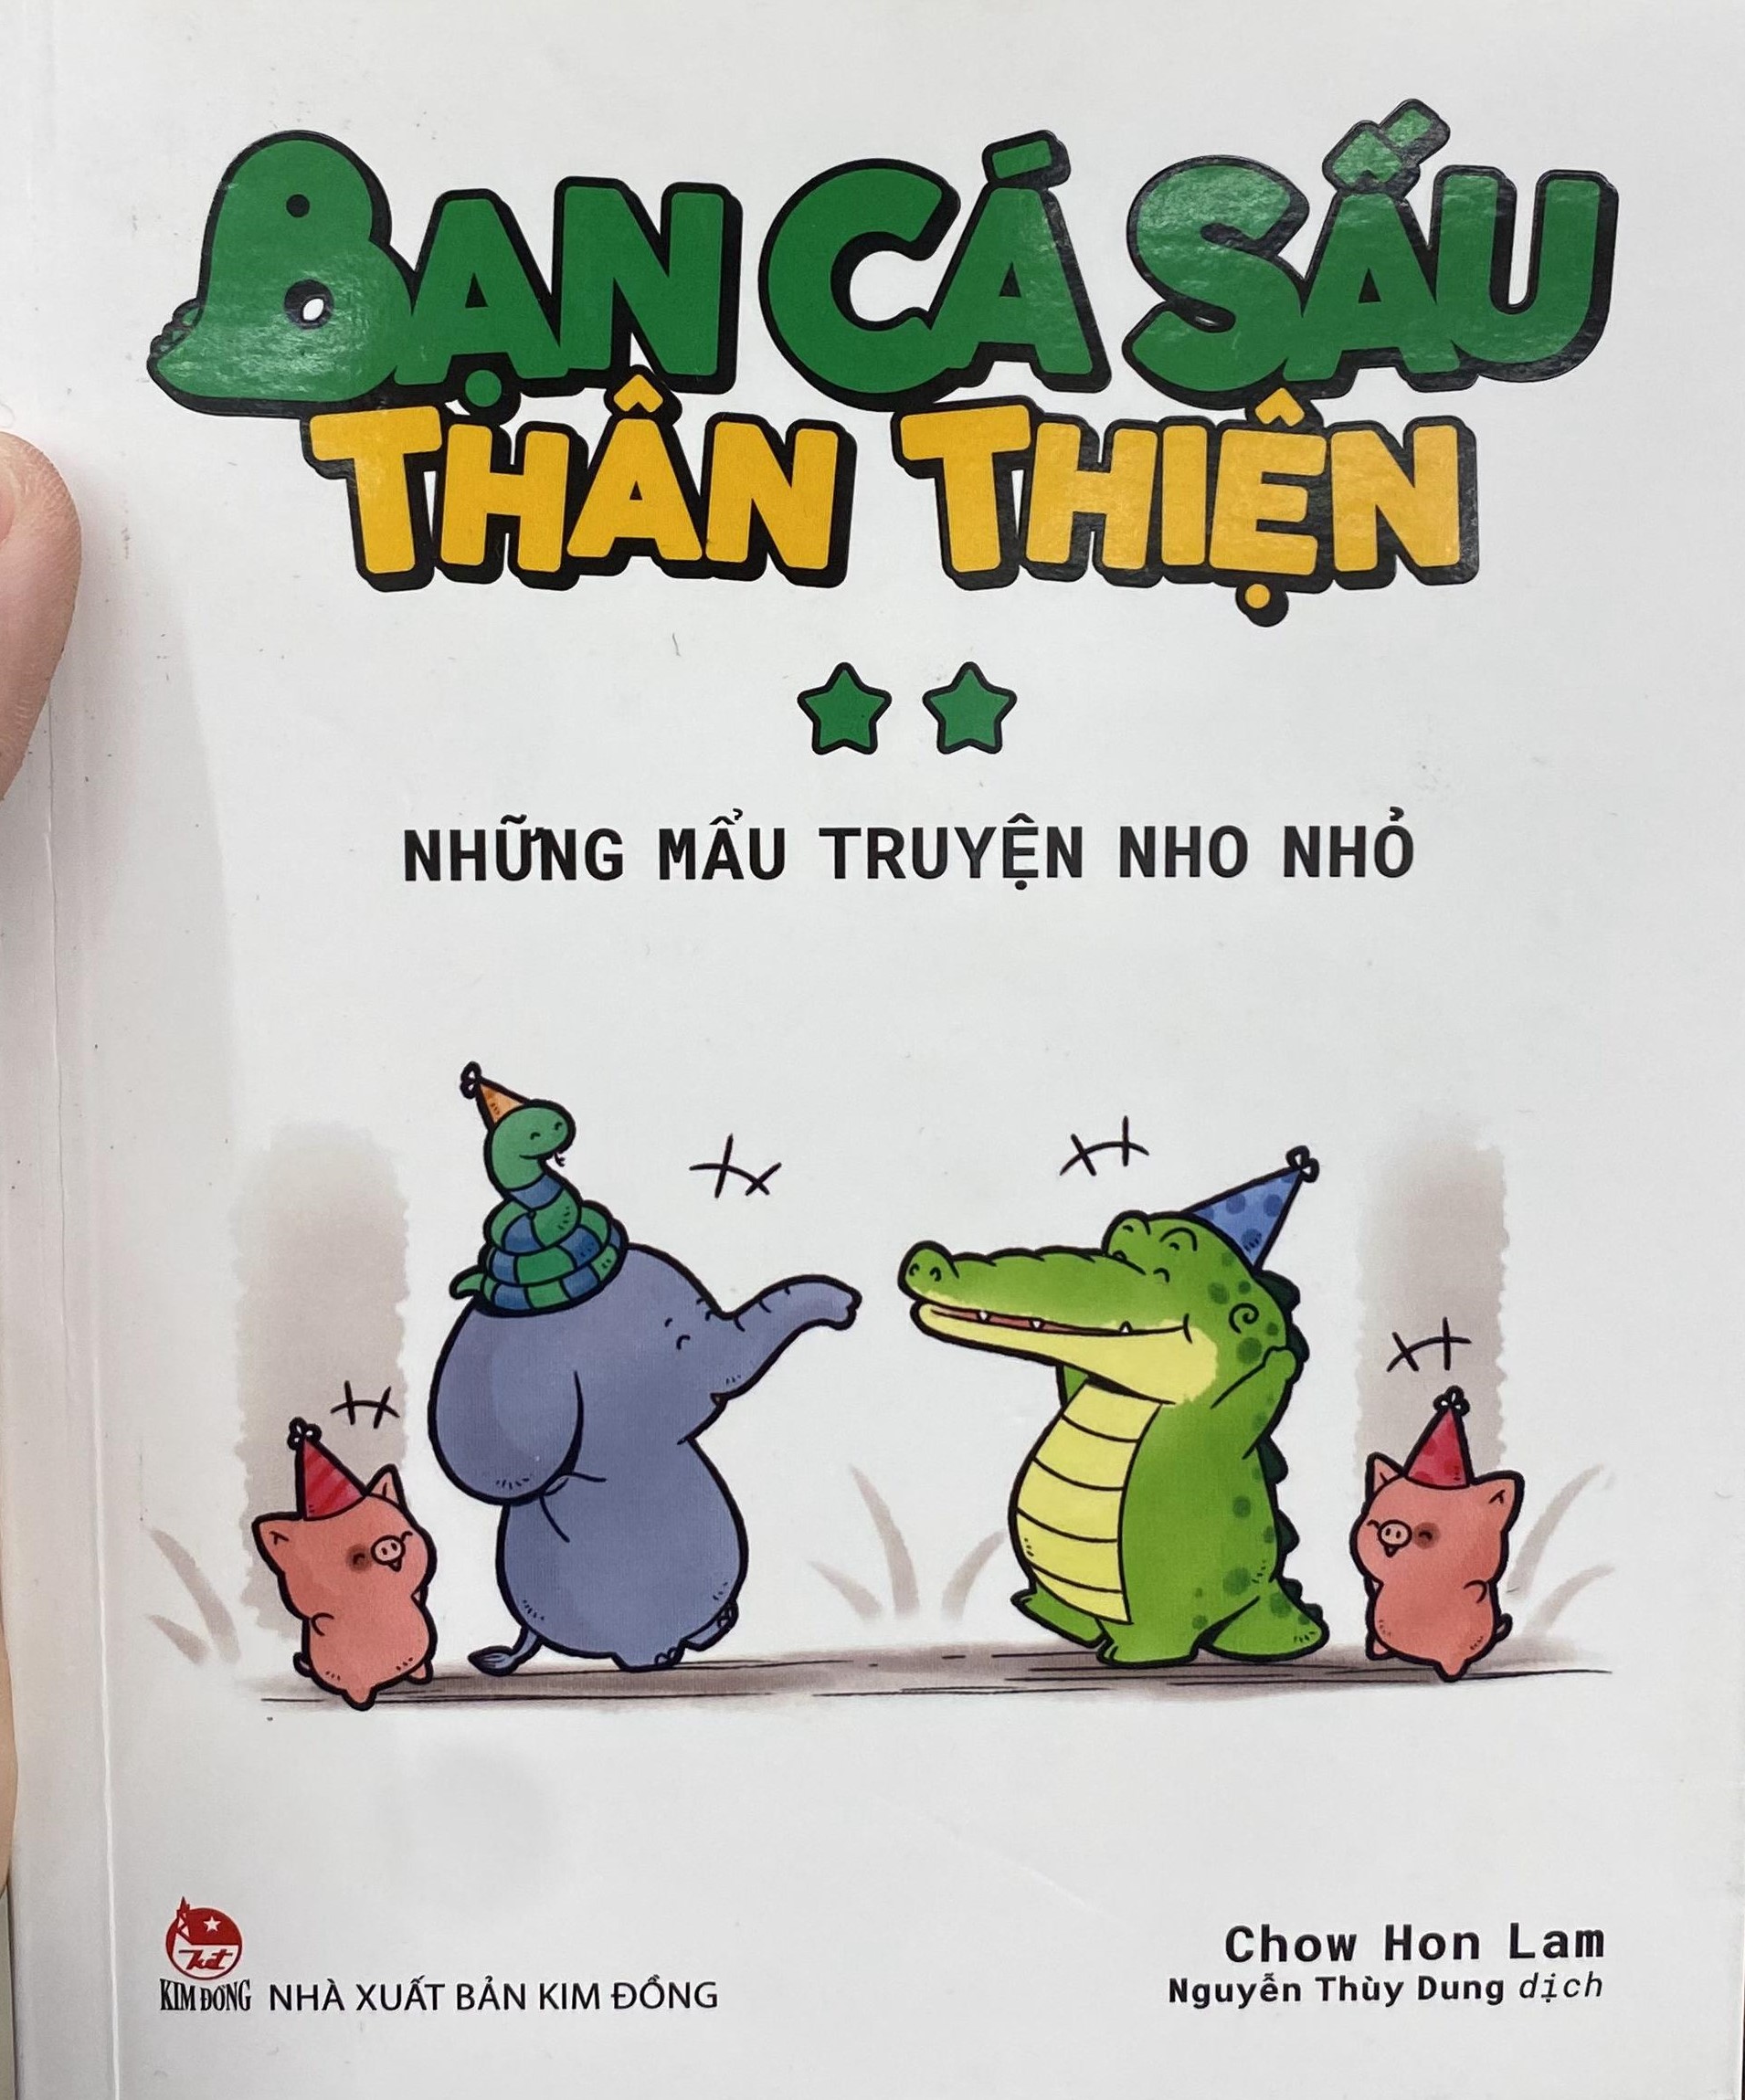 BẠN CÁ SẤU
THÂN THIỆN
NHỮNG MẨU TRUYỆN NHO NHỎ
kđ
KIM ĐỒNG
NHÀ XUẤT BẢN KIM ĐỒNG
Chow Hon Lam
Nguyễn Thùy Dung dịch